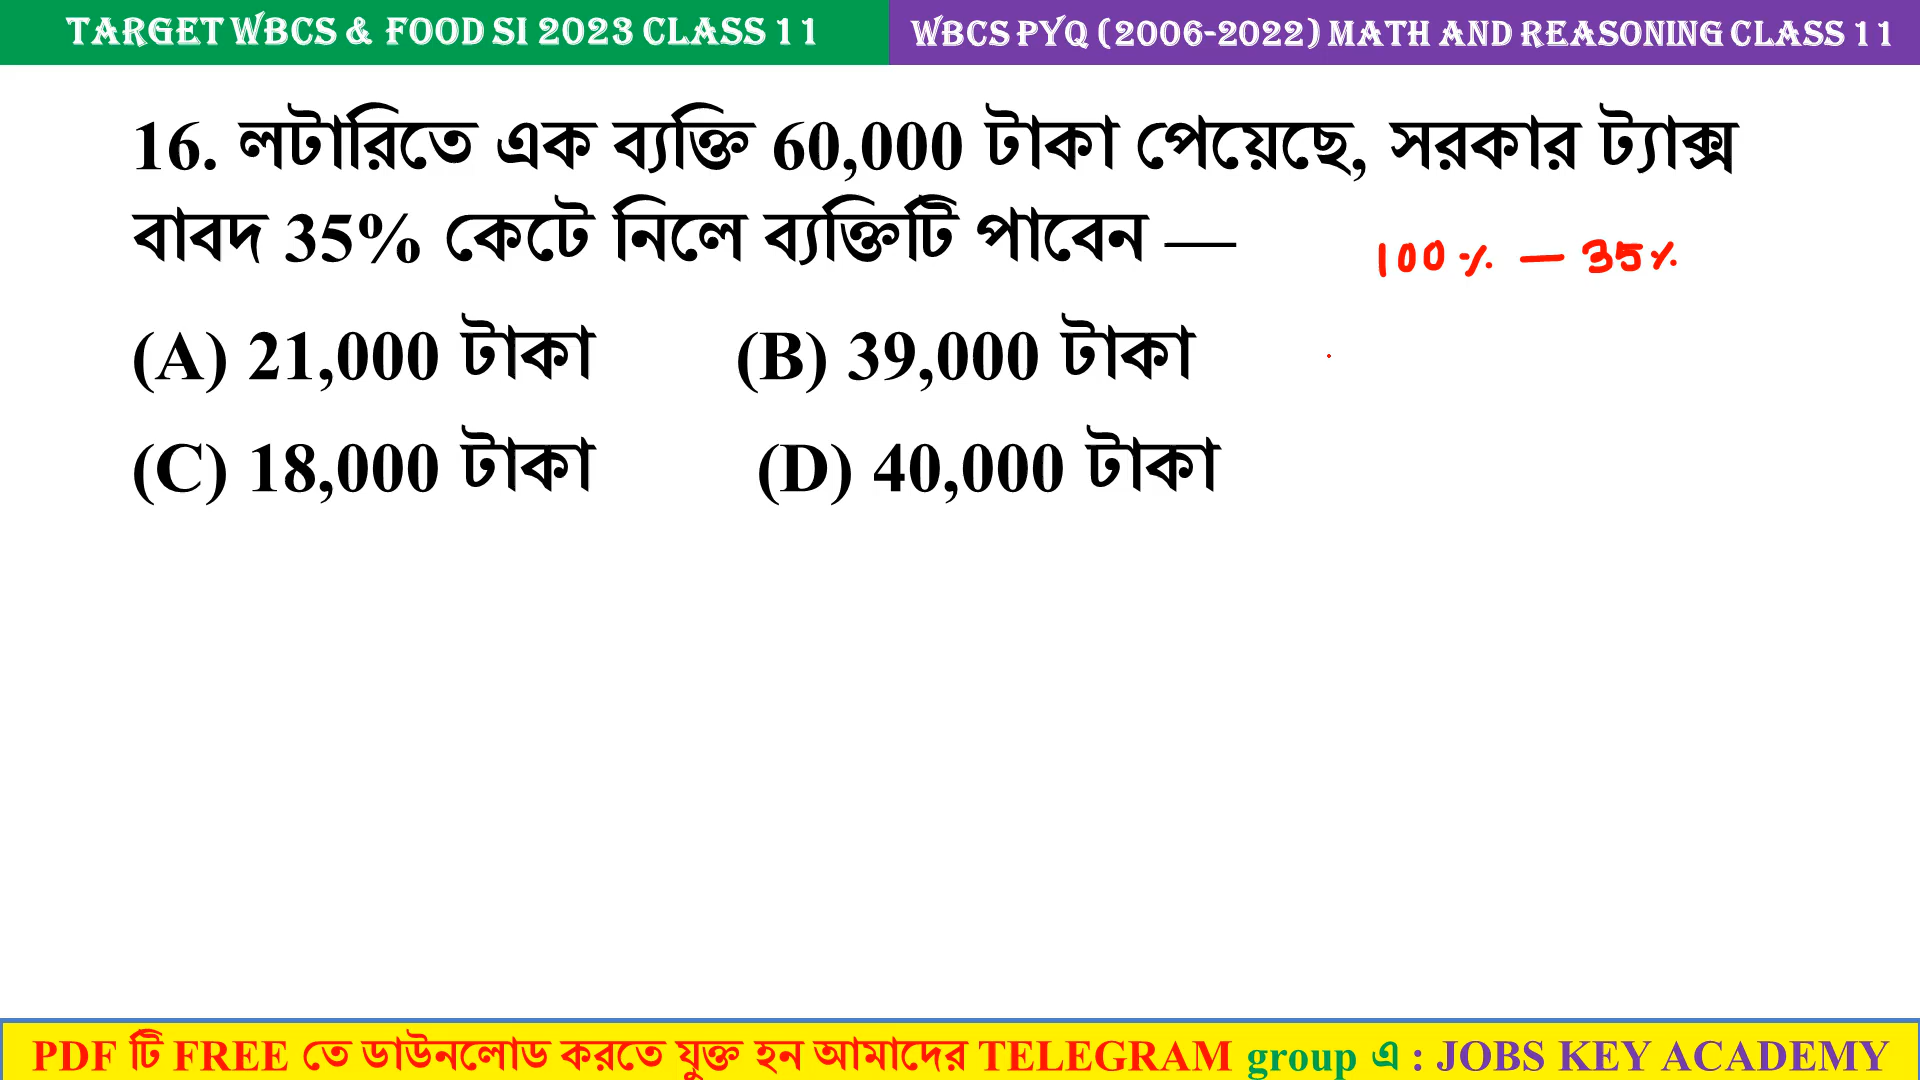 TARGET WBCS & FOOD SI 2023 CLASS 11
WBCS PYQ (2006-2022) MATH AND REASONING CLASS 11
16. লটারিতে এক ব্যক্তি 60,000 টাকা পেয়েছে, সরকার ট্যাক্স
বাবদ 35% কেটে নিলে ব্যক্তিটি পাবেন —
100% — 35%
(A) 21,000 টাকা (B) 39,000 টাকা
(C) 18,000 টাকা (D) 40,000 টাকা
PDF টি FREE তে ডাউনলোড করতে যুক্ত হন আমাদের TELEGRAM group এ : JOBS KEY ACADEMY